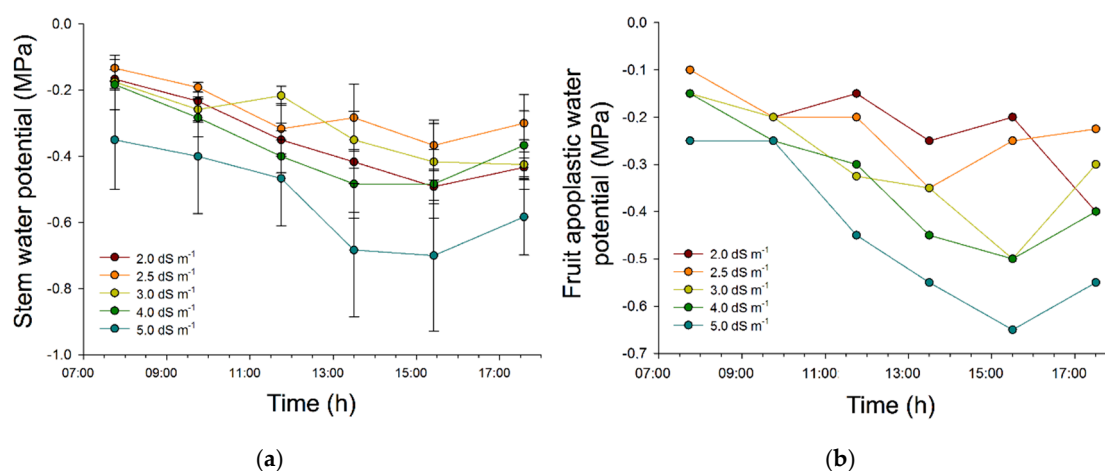 0.0
-0.2
-0.4
-0.6
-0.8
-1.0
Stem water potential (MPa)
2.0 dS m⁻¹
2.5 dS m⁻¹
3.0 dS m⁻¹
4.0 dS m⁻¹
5.0 dS m⁻¹
07:00 09:00 11:00 13:00 15:00 17:00
Time (h)
(a)
0.0
-0.1
-0.2
-0.3
-0.4
-0.5
-0.6
-0.7
Fruit apoplastic water
potential (MPa)
2.0 dS m⁻¹
2.5 dS m⁻¹
3.0 dS m⁻¹
4.0 dS m⁻¹
5.0 dS m⁻¹
07:00 09:00 11:00 13:00 15:00 17:00
Time (h)
(b)